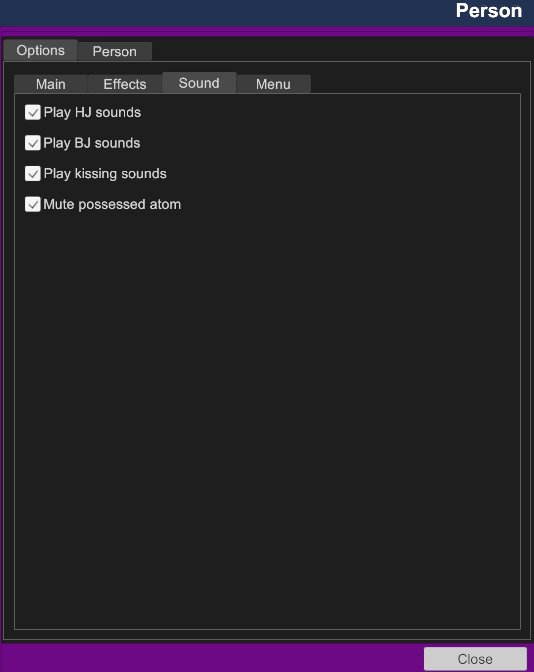 Person
Options Person
Main Effects Sound Menu
Play HJ sounds
Play BJ sounds
Play kissing sounds
Mute possessed atom
Close